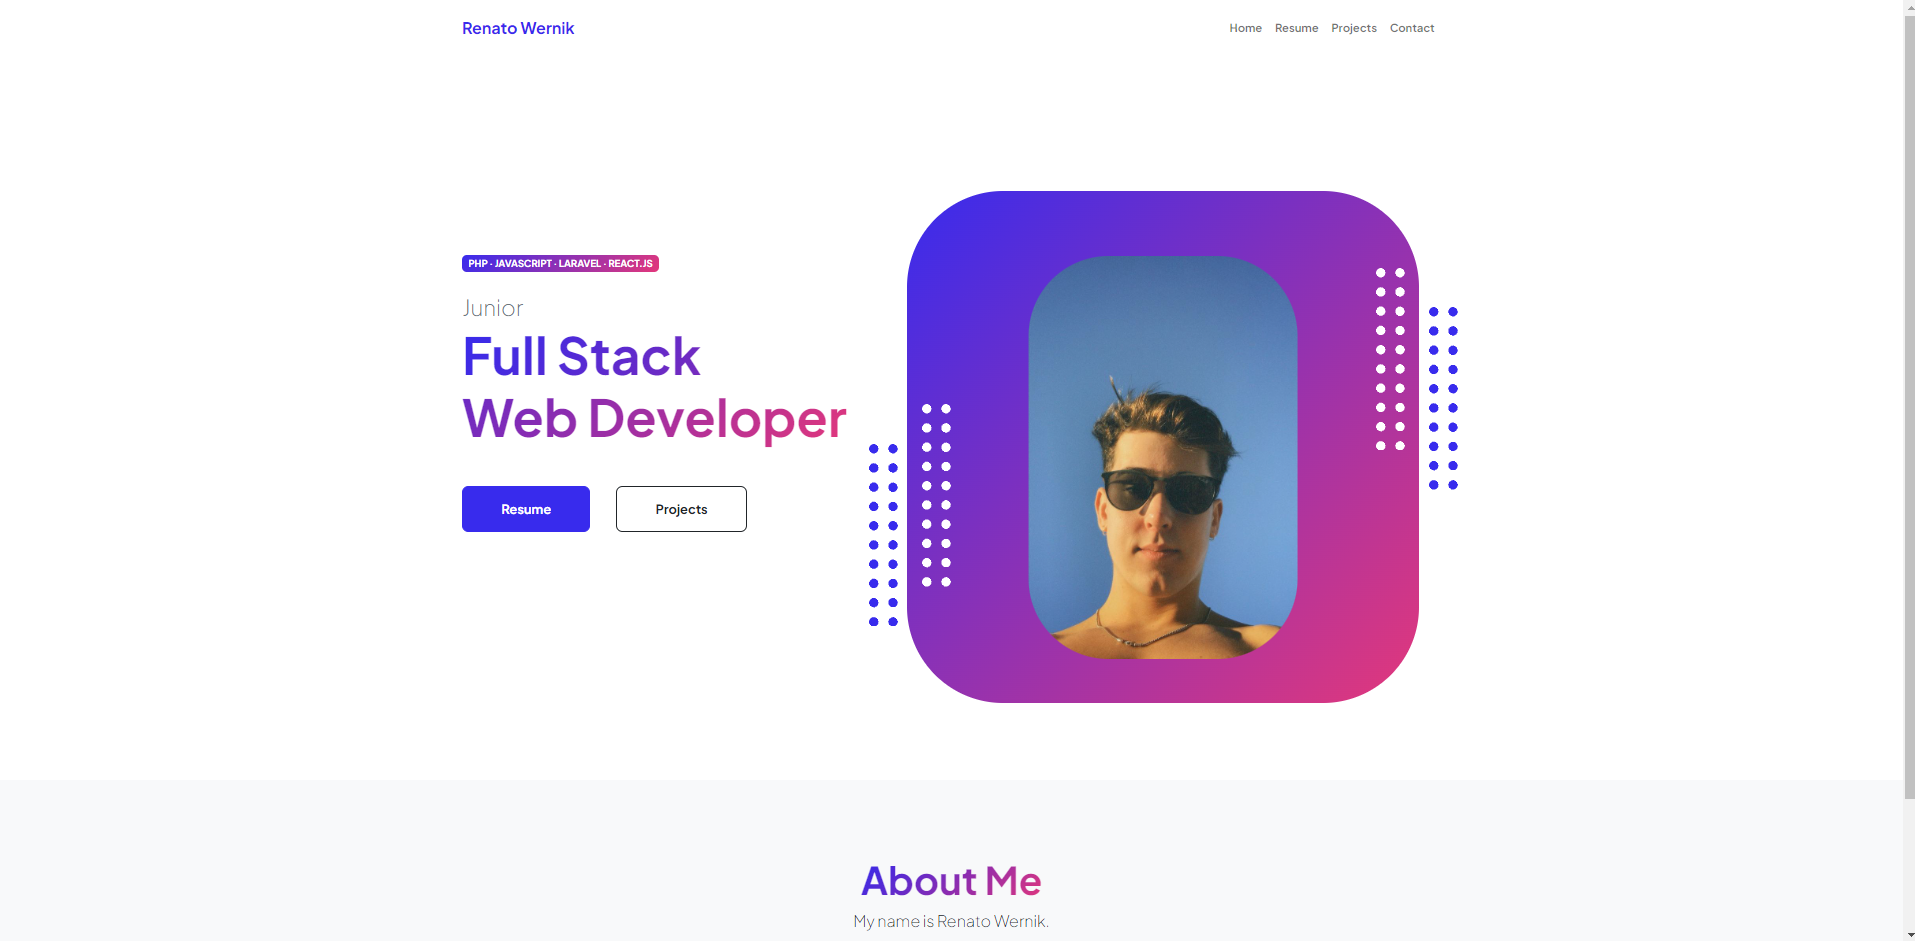 Renato Wernik
Home Resume Projects Contact
PHP · JAVASCRIPT · LARAVEL · REACT.JS
Junior
Full Stack
Web Developer
Resume Projects
About Me
My name is Renato Wernik.